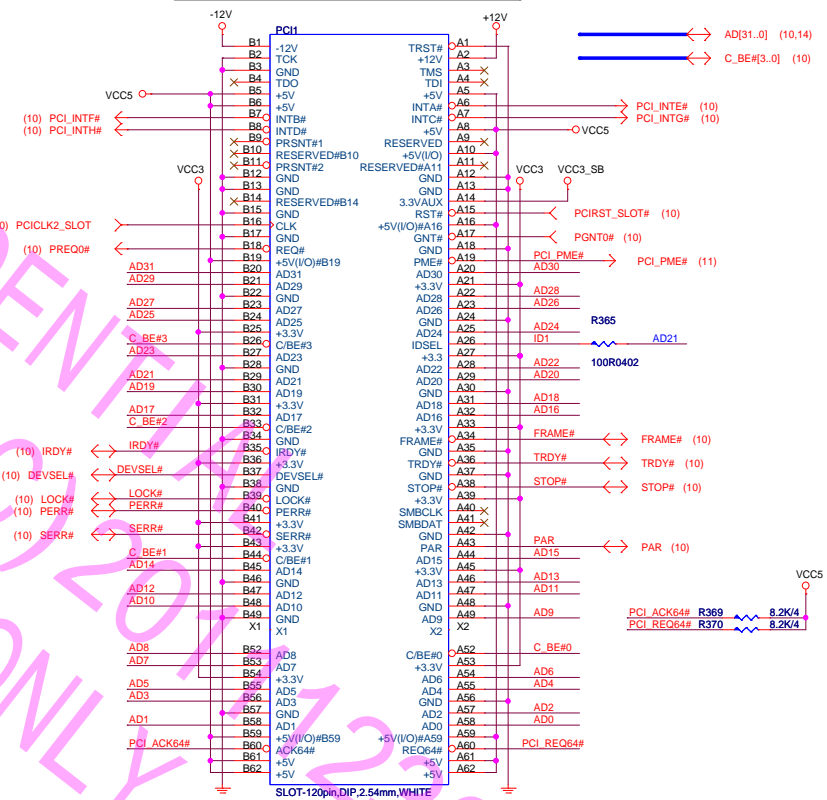 -12V
+12V
PCI1
AD[31..0] (10,14)
C_BE#[3..0] (10)
B1 -12V TRST# A1
B2 TCK +12V A2
B3 GND TMS A3
B4 TDO TDI A4
VCC5 B5 +5V +5V A5
B6 +5V INTA# A6 PCI_INTE# (10)
(10) PCI_INTF# B7 INTB# INTC# A7 PCI_INTG# (10)
(10) PCI_INTH# B8 INTD# +5V A8 VCC5
B9 PRSNT#1 RESERVED A9
B10 RESERVED#B10 +5V(I/O) A10
B11 PRSNT#2 RESERVED#A11 A11
VCC3 B12 GND GND A12 VCC3 VCC3_SB
B13 GND GND A13
B14 RESERVED#B14 3.3VAUX A14
B15 GND RST# A15 PCIRST_SLOT# (10)
0) PCICLK2_SLOT B16 CLK +5V(I/O)#A16 A16
B17 GND GNT# A17 PGNT0# (10)
(10) PREQ0# B18 REQ# GND A18
B19 +5V(I/O)#B19 PME# A19 PCI_PME# PCI_PME# (11)
AD31 B20 AD31 AD30 A20 AD30
AD29 B21 AD29 +3.3V A21
B22 GND AD28 A22 AD28
AD27 B23 AD27 AD26 A23 AD26
AD25 B24 AD25 GND A24
B25 +3.3V AD24 A25 AD24 R365
C_BE#3 B26 C/BE#3 IDSEL A26 ID1 AD21
AD23 B27 AD23 +3.3 A27
B28 GND AD22 A28 AD22 100R0402
AD21 B29 AD21 AD20 A29 AD20
AD19 B30 AD19 GND A30
B31 +3.3V AD18 A31 AD18
AD17 B32 AD17 AD16 A32 AD16
C_BE#2 B33 C/BE#2 +3.3V A33
B34 GND FRAME# A34 FRAME# FRAME# (10)
(10) IRDY# IRDY# B35 IRDY# GND A35
B36 +3.3V TRDY# A36 TRDY# TRDY# (10)
(10) DEVSEL# DEVSEL# B37 DEVSEL# GND A37
B38 GND STOP# A38 STOP# STOP# (10)
(10) LOCK# LOCK# B39 LOCK# +3.3V A39
(10) PERR# PERR# B40 PERR# SMBCLK A40
B41 +3.3V SMBDAT A41
(10) SERR# SERR# B42 SERR# GND A42
B43 +3.3V PAR A43 PAR PAR (10)
C_BE#1 B44 C/BE#1 AD15 A44 AD15
AD14 B45 AD14 +3.3V A45
B46 GND AD13 A46 AD13
AD12 B47 AD12 AD11 A47 AD11
AD10 B48 AD10 GND A48
B49 GND AD9 A49 AD9
X1 X1 X2 X2
VCC5
PCI_ACK64# R369 8.2K/4
PCI_REQ64# R370 8.2K/4
AD8 B52 AD8 C/BE#0 A52 C_BE#0
AD7 B53 AD7 +3.3V A53
B54 +3.3V AD6 A54 AD6
AD5 B55 AD5 AD4 A55 AD4
AD3 B56 AD3 GND A56
B57 GND AD2 A57 AD2
AD1 B58 AD1 AD0 A58 AD0
B59 +5V(I/O)#B59 +5V(I/O)#A59 A59
PCI_ACK64# B60 ACK64# REQ64# A60 PCI_REQ64#
B61 +5V +5V A61
B62 +5V +5V A62
SLOT-120pin,DIP,2.54mm,WHITE